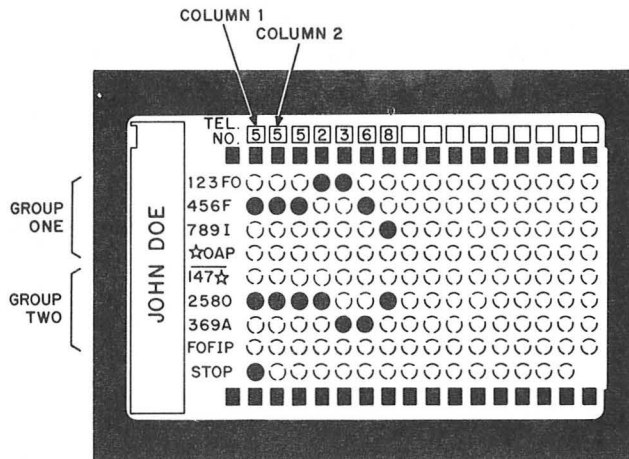 COLUMN 1
COLUMN 2
TEL. NO. 5 5 5 2 3 6 8
JOHN DOE
GROUP ONE
123FO
456F
789I
☆OAP
GROUP TWO
147☆
2580
369A
FOFIP
STOP